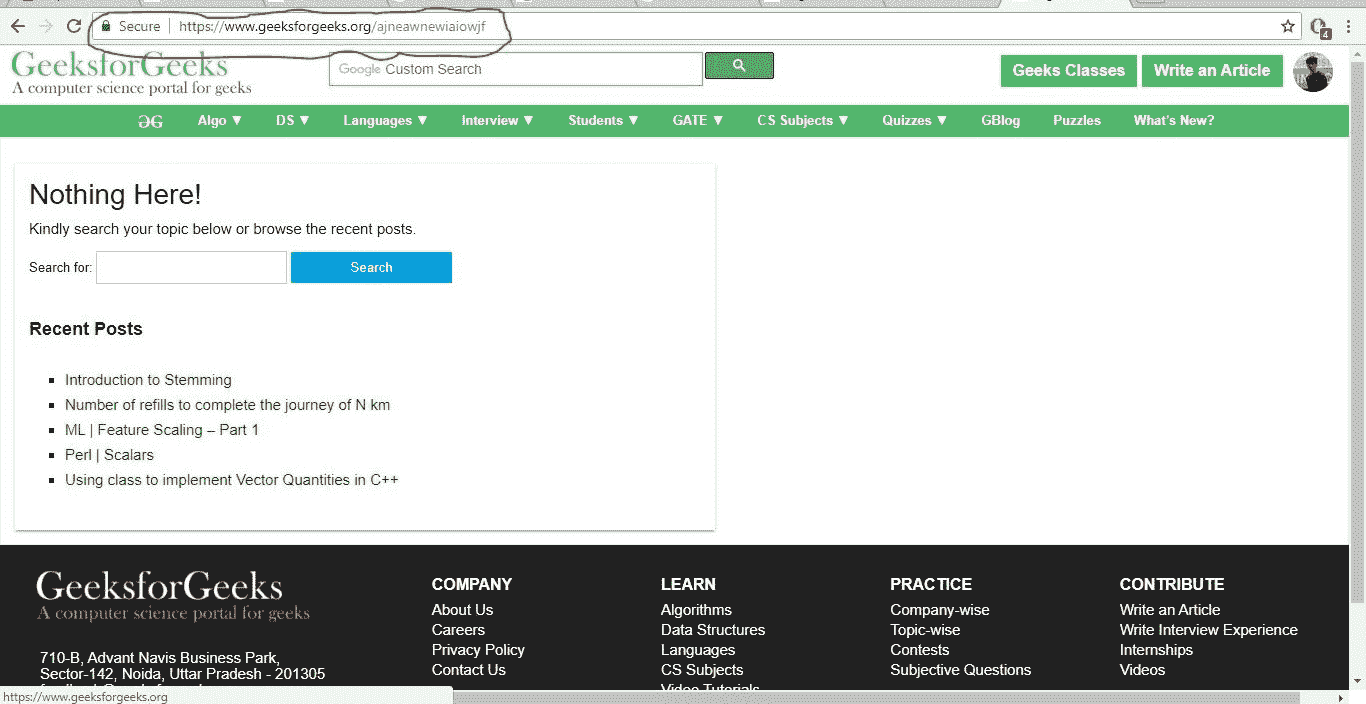 Secure https://www.geeksforgeeks.org/ajneawnewiaiowjf
4
GeeksforGeeks
A computer science portal for geeks
Google Custom Search
Geeks Classes
Write an Article
Algo ▼ DS ▼ Languages ▼ Interview ▼ Students ▼ GATE ▼ CS Subjects ▼ Quizzes ▼ GBlog Puzzles What's New?
Nothing Here!
Kindly search your topic below or browse the recent posts.
Search for: Search
Recent Posts
Introduction to Stemming
Number of refills to complete the journey of N km
ML | Feature Scaling – Part 1
Perl | Scalars
Using class to implement Vector Quantities in C++
GeeksforGeeks
A computer science portal for geeks
710-B, Advant Navis Business Park,
Sector-142, Noida, Uttar Pradesh - 201305
COMPANY
About Us
Careers
Privacy Policy
Contact Us
LEARN
Algorithms
Data Structures
Languages
CS Subjects
Video Tutorials
PRACTICE
Company-wise
Topic-wise
Contests
Subjective Questions
CONTRIBUTE
Write an Article
Write Interview Experience
Internships
Videos
https://www.geeksforgeeks.org